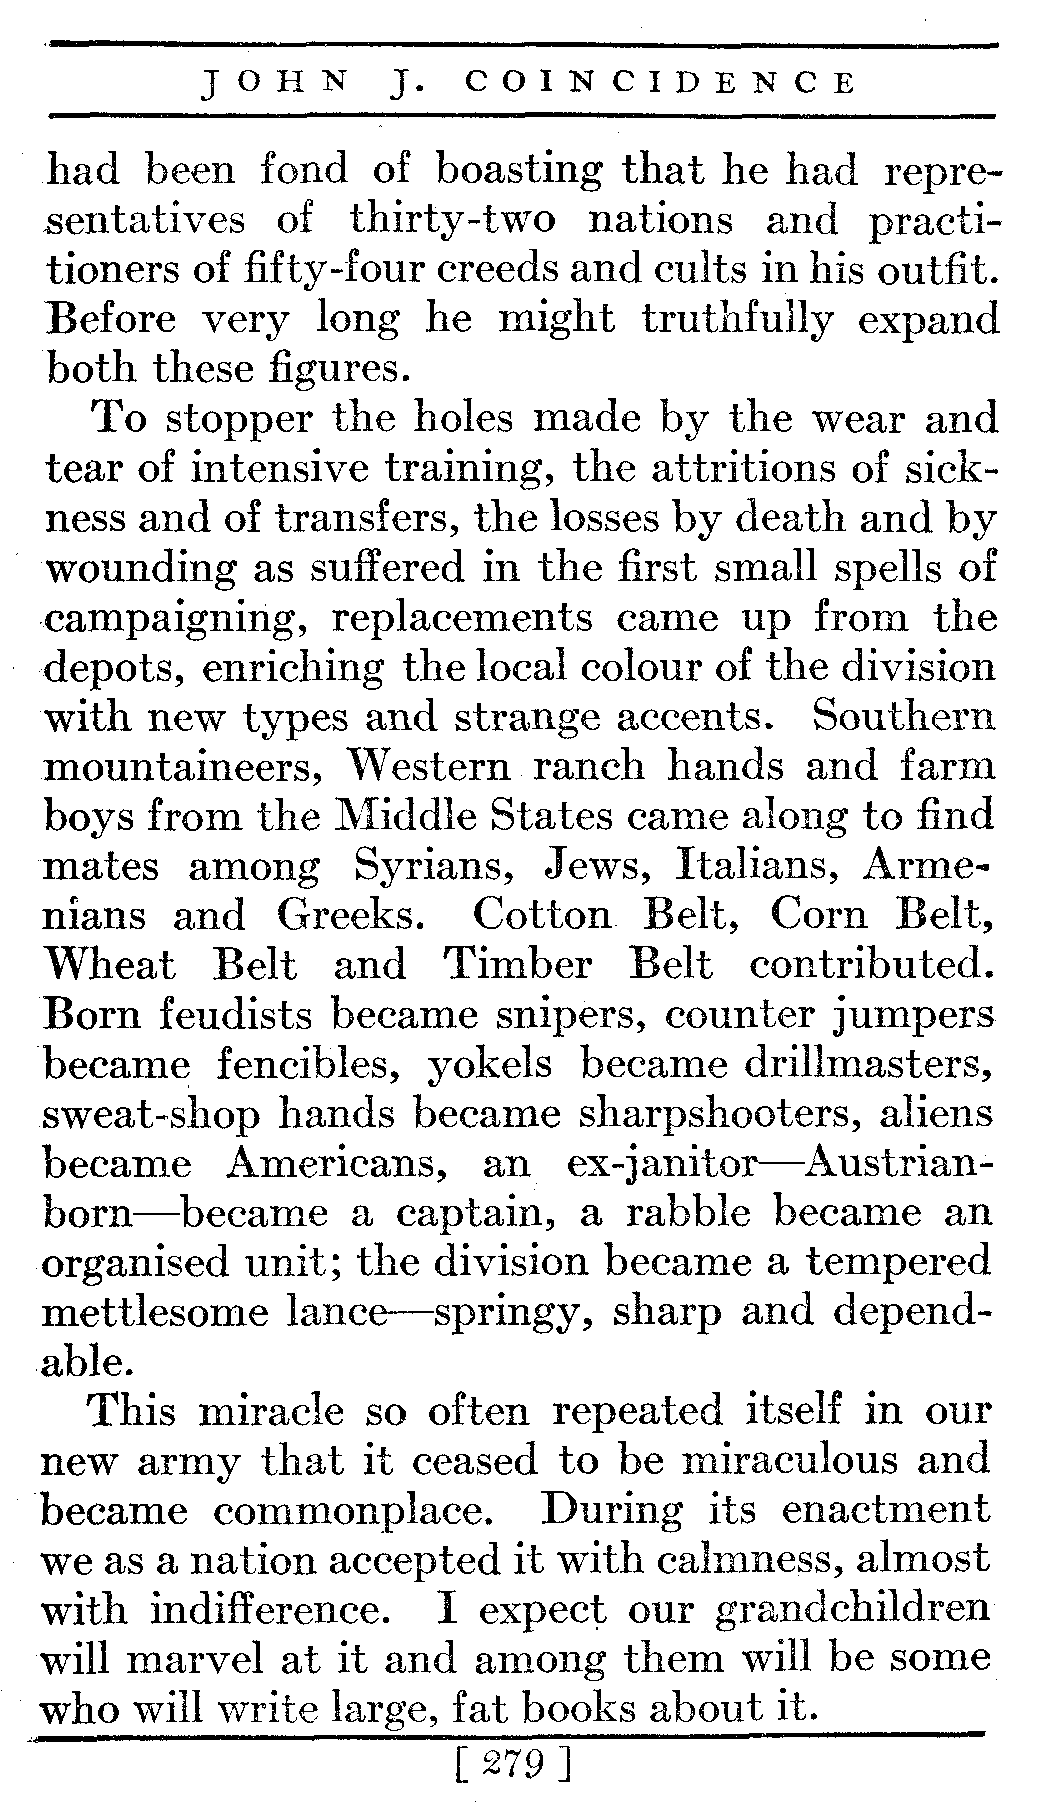 JOHN J. COINCIDENCE
had been fond of boasting that he had repre-
sentatives of thirty-two nations and practi-
tioners of fifty-four creeds and cults in his outfit.
Before very long he might truthfully expand
both these figures.
To stopper the holes made by the wear and
tear of intensive training, the attritions of sick-
ness and of transfers, the losses by death and by
wounding as suffered in the first small spells of
campaigning, replacements came up from the
depots, enriching the local colour of the division
with new types and strange accents. Southern
mountaineers, Western ranch hands and farm
boys from the Middle States came along to find
mates among Syrians, Jews, Italians, Arme-
nians and Greeks. Cotton Belt, Corn Belt,
Wheat Belt and Timber Belt contributed.
Born feudists became snipers, counter jumpers
became fencibles, yokels became drillmasters,
sweat-shop hands became sharpshooters, aliens
became Americans, an ex-janitor—Austrian-
born—became a captain, a rabble became an
organised unit; the division became a tempered
mettlesome lance—springy, sharp and depend-
able.
This miracle so often repeated itself in our
new army that it ceased to be miraculous and
became commonplace. During its enactment
we as a nation accepted it with calmness, almost
with indifference. I expect our grandchildren
will marvel at it and among them will be some
who will write large, fat books about it.
[ 279 ]